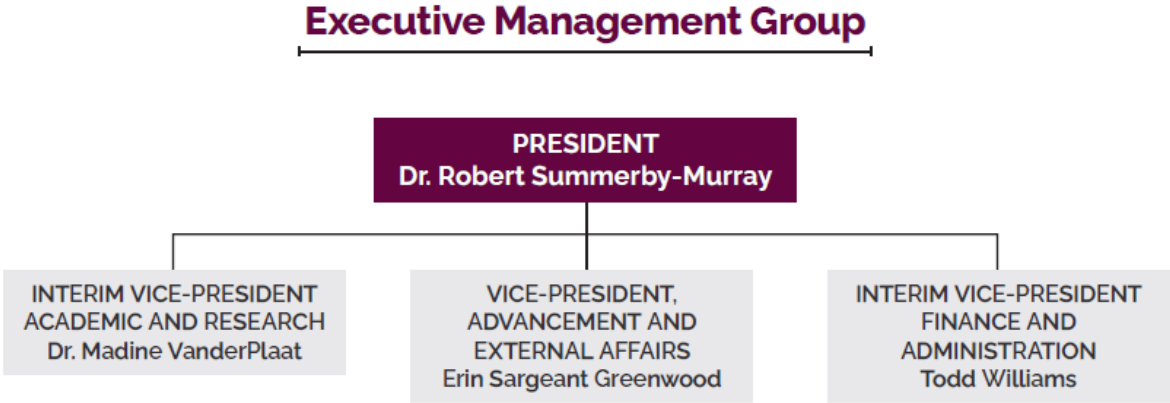 Executive Management Group
PRESIDENT
Dr. Robert Summerby-Murray
INTERIM VICE-PRESIDENT
ACADEMIC AND RESEARCH
Dr. Madine VanderPlaat
VICE-PRESIDENT,
ADVANCEMENT AND
EXTERNAL AFFAIRS
Erin Sargeant Greenwood
INTERIM VICE-PRESIDENT
FINANCE AND
ADMINISTRATION
Todd Williams